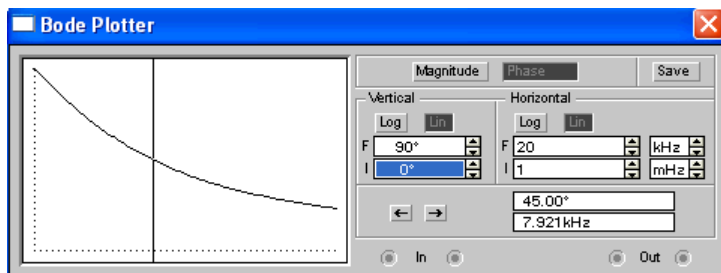 Bode Plotter
Magnitude Phase Save
Vertical Horizontal
Log Lin Log Lin
F 90° F 20 kHz
I 0° I 1 mHz
← → 45.00°
7.921kHz
In Out